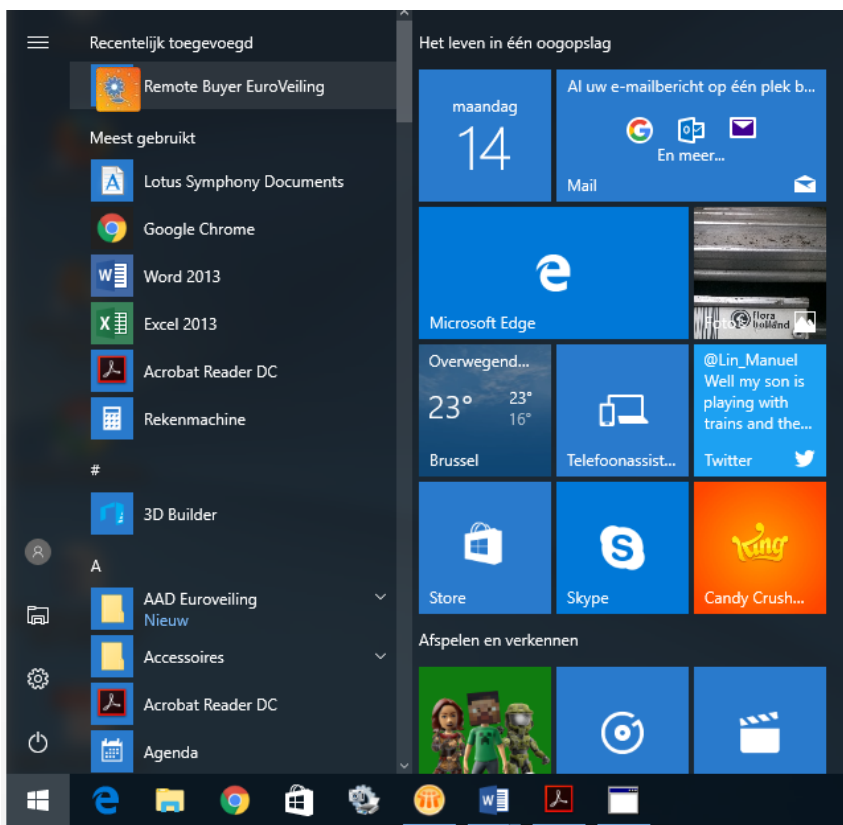 Recentelijk toegevoegd
Remote Buyer EuroVeiling
Meest gebruikt
Lotus Symphony Documents
Google Chrome
Word 2013
Excel 2013
Acrobat Reader DC
Rekenmachine
#
3D Builder
A
AAD Euroveiling
Nieuw
Accessoires
Acrobat Reader DC
Agenda
Het leven in één oogopslag
maandag
14
Al uw e-mailbericht op één plek b...
En meer...
Mail
Microsoft Edge
flora
holland
Foto's
Overwegend...
23° 23°
16°
Brussel
Telefoonassist...
@Lin_Manuel
Well my son is
playing with
trains and the...
Twitter
Store
Skype
King
Candy Crush...
Afspelen en verkennen